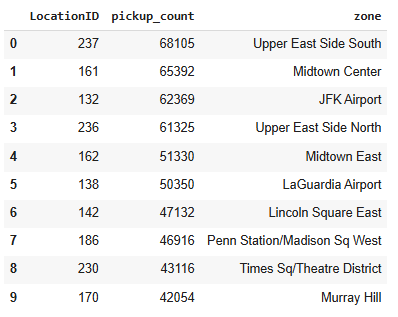 LocationID pickup_count zone
0 237 68105 Upper East Side South
1 161 65392 Midtown Center
2 132 62369 JFK Airport
3 236 61325 Upper East Side North
4 162 51330 Midtown East
5 138 50350 LaGuardia Airport
6 142 47132 Lincoln Square East
7 186 46916 Penn Station/Madison Sq West
8 230 43116 Times Sq/Theatre District
9 170 42054 Murray Hill